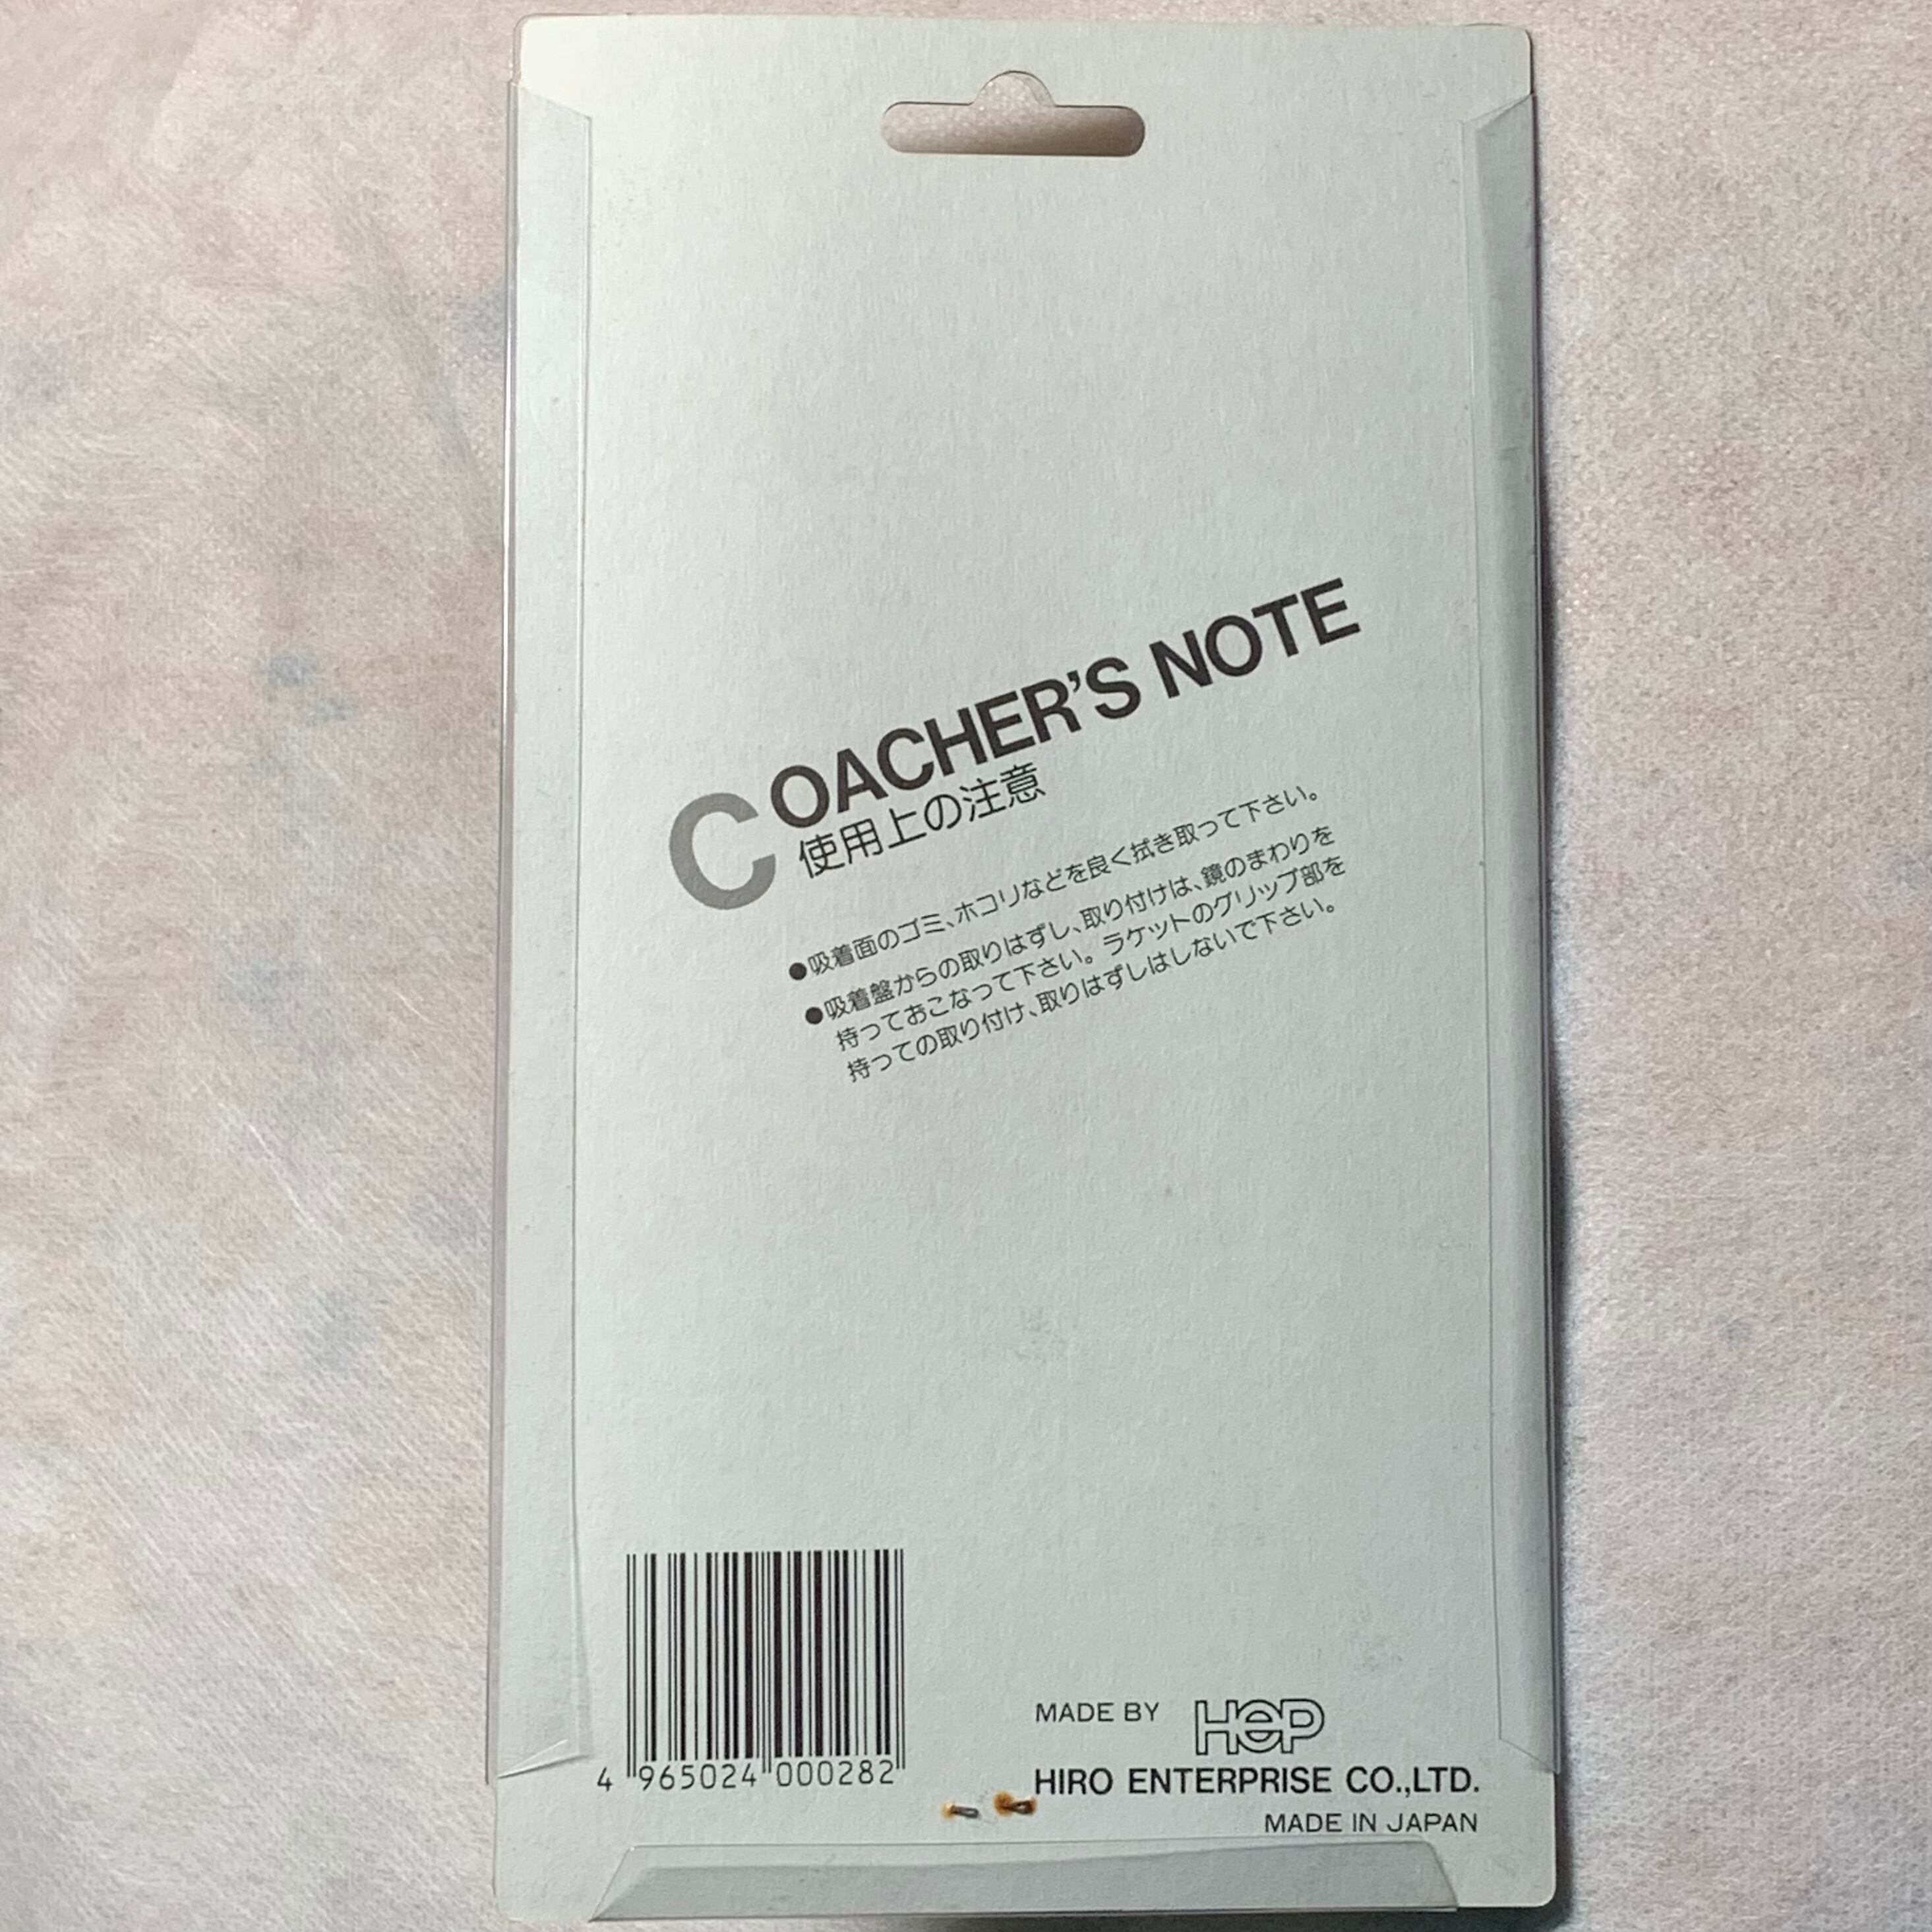 COACHER'S NOTE
使用上の注意
●吸着面のゴミ、ホコリなどを良く拭き取って下さい。
●吸着盤からの取りはずし、取り付けは、鏡のまわりを
持っておこなって下さい。ラケットのグリップ部を
持っての取り付け、取りはずしはしないで下さい。
4 965024 000282
MADE BY HEP
HIRO ENTERPRISE CO.,LTD.
MADE IN JAPAN